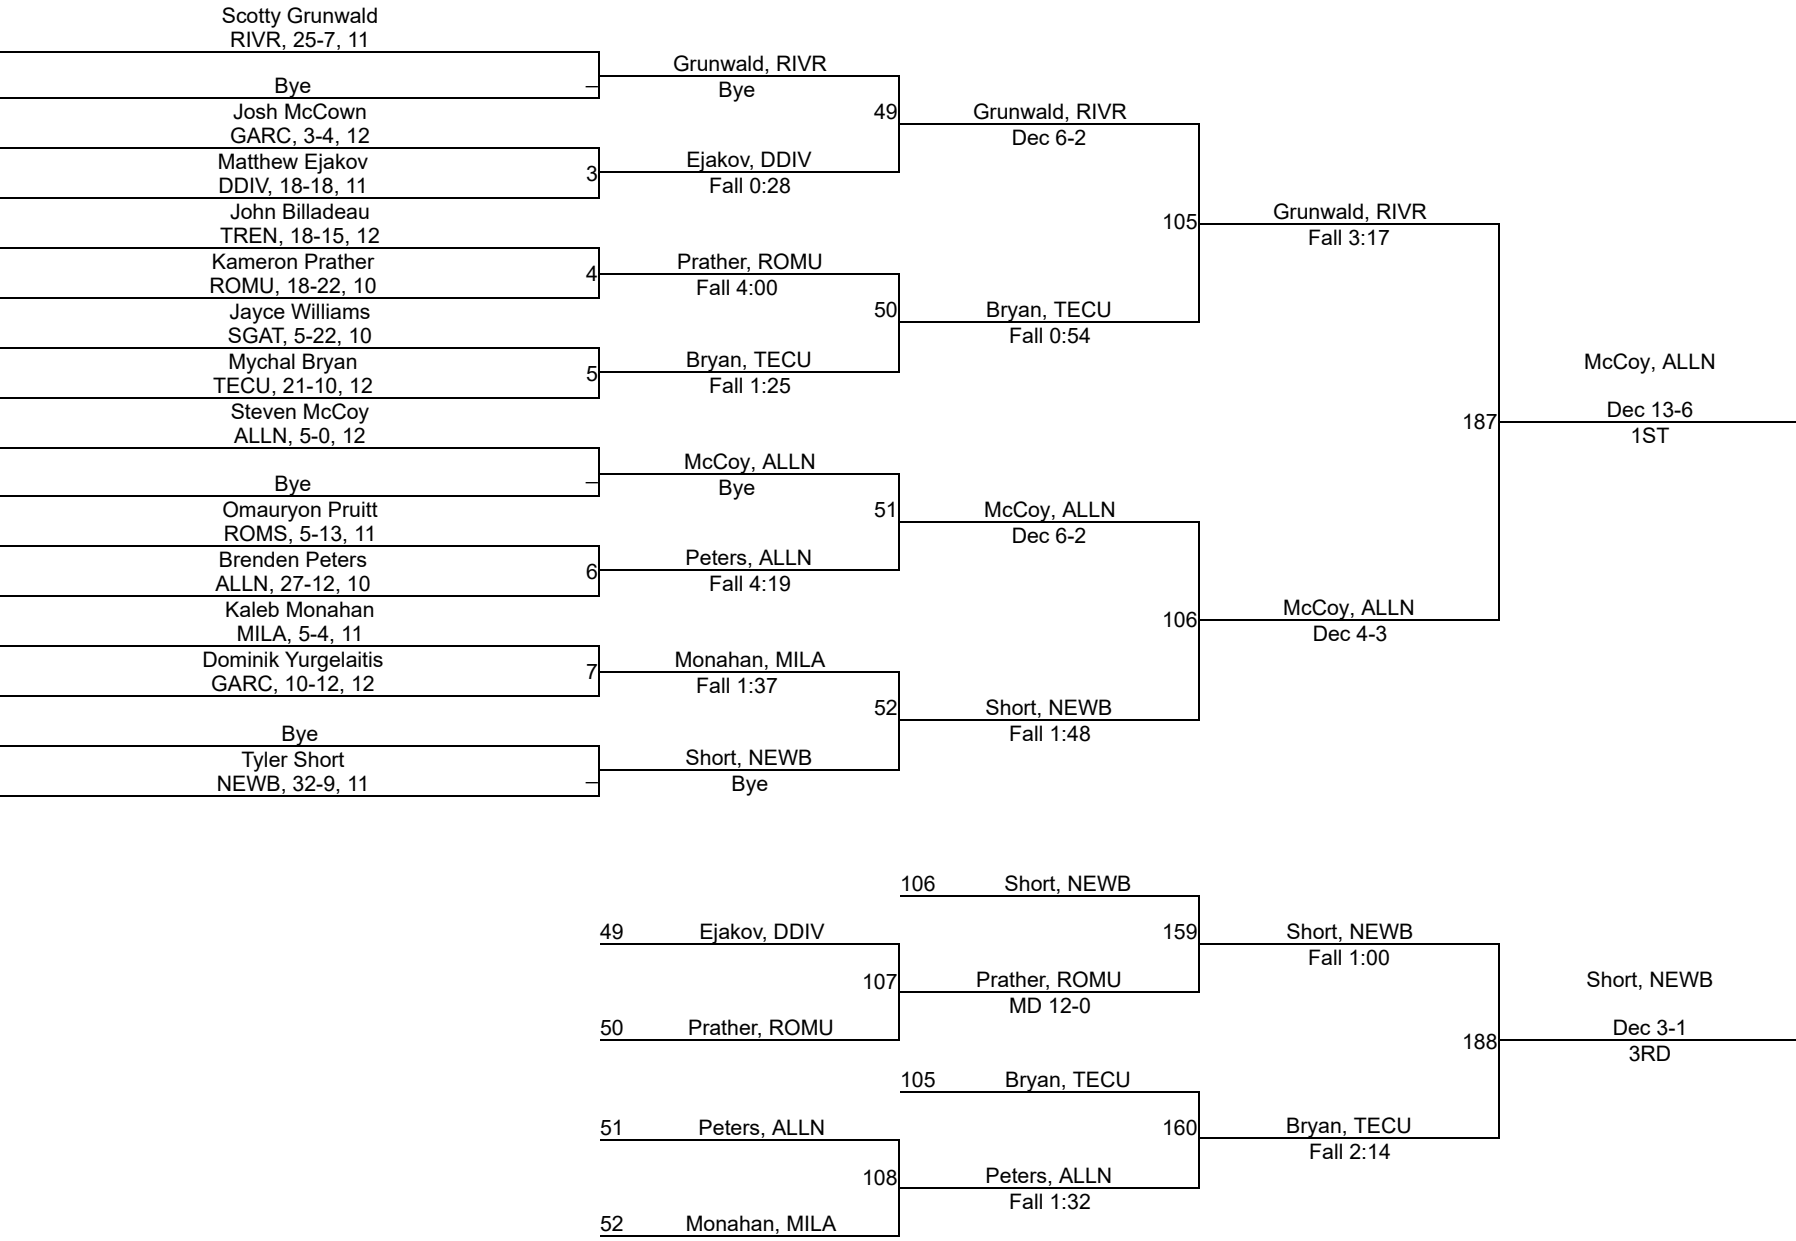 Scotty Grunwald
RIVR, 25-7, 11
Bye
Josh McCown
GARC, 3-4, 12
Matthew Ejakov
DDIV, 18-18, 11
3
John Billadeau
TREN, 18-15, 12
Kameron Prather
ROMU, 18-22, 10
4
Jayce Williams
SGAT, 5-22, 10
Mychal Bryan
TECU, 21-10, 12
5
Steven McCoy
ALLN, 5-0, 12
Bye
Omauryon Pruitt
ROMS, 5-13, 11
Brenden Peters
ALLN, 27-12, 10
6
Kaleb Monahan
MILA, 5-4, 11
Dominik Yurgelaitis
GARC, 10-12, 12
7
Bye
Tyler Short
NEWB, 32-9, 11
Grunwald, RIVR
Bye
49
Ejakov, DDIV
Fall 0:28
Prather, ROMU
Fall 4:00
50
Bryan, TECU
Fall 1:25
McCoy, ALLN
Bye
51
Peters, ALLN
Fall 4:19
Monahan, MILA
Fall 1:37
52
Short, NEWB
Bye
Grunwald, RIVR
Dec 6-2
105
Bryan, TECU
Fall 0:54
McCoy, ALLN
Dec 6-2
106
Short, NEWB
Fall 1:48
Grunwald, RIVR
Fall 3:17
187
McCoy, ALLN
Dec 4-3
McCoy, ALLN
Dec 13-6
1ST
49 Ejakov, DDIV
107
50 Prather, ROMU
51 Peters, ALLN
108
52 Monahan, MILA
106 Short, NEWB
159
Prather, ROMU
MD 12-0
105 Bryan, TECU
160
Peters, ALLN
Fall 1:32
Short, NEWB
Fall 1:00
188
Bryan, TECU
Fall 2:14
Short, NEWB
Dec 3-1
3RD